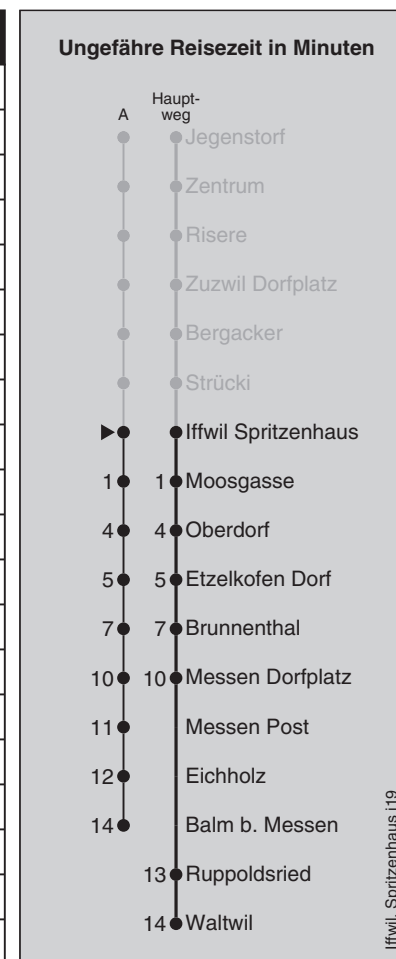 Ungefähre Reisezeit in Minuten
A Haupt-
weg
Jegenstorf
Zentrum
Risere
Zuzwil Dorfplatz
Bergacker
Strücki
Iffwil Spritzenhaus
1 1 Moosgasse
4 4 Oberdorf
5 5 Etzelkofen Dorf
7 7 Brunnenthal
10 10 Messen Dorfplatz
11 Messen Post
12 Eichholz
14 Balm b. Messen
13 Ruppoldsried
14 Waltwil
Iffwil, Spritzenhaus j19